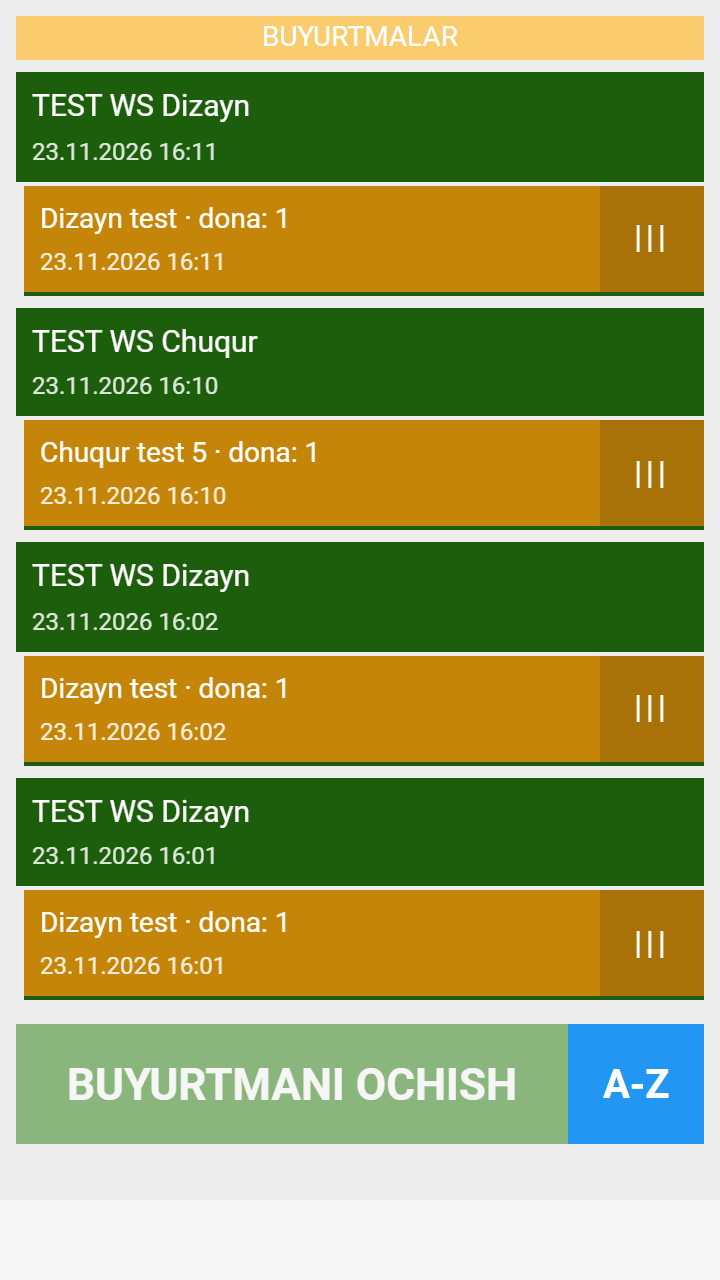 BUYURTMALAR
TEST WS Dizayn
23.11.2026 16:11
Dizayn test · dona: 1
23.11.2026 16:11
|||
TEST WS Chuqur
23.11.2026 16:10
Chuqur test 5 · dona: 1
23.11.2026 16:10
|||
TEST WS Dizayn
23.11.2026 16:02
Dizayn test · dona: 1
23.11.2026 16:02
|||
TEST WS Dizayn
23.11.2026 16:01
Dizayn test · dona: 1
23.11.2026 16:01
|||
BUYURTMANI OCHISH
A-Z